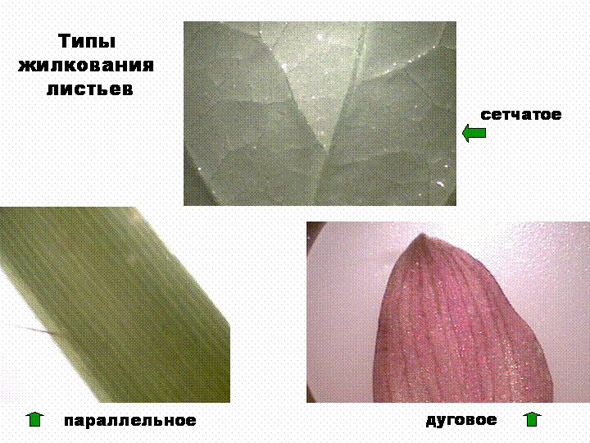 Типы
жилкования
листьев
сетчатое
параллельное
дуговое